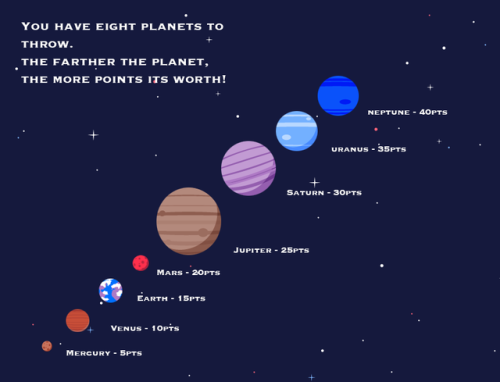 You have eight planets to
throw.
the farther the planet,
the more points its worth!
neptune - 40pts
uranus - 35pts
Saturn - 30pts
Jupiter - 25pts
Mars - 20pts
Earth - 15pts
Venus - 10pts
Mercury - 5pts